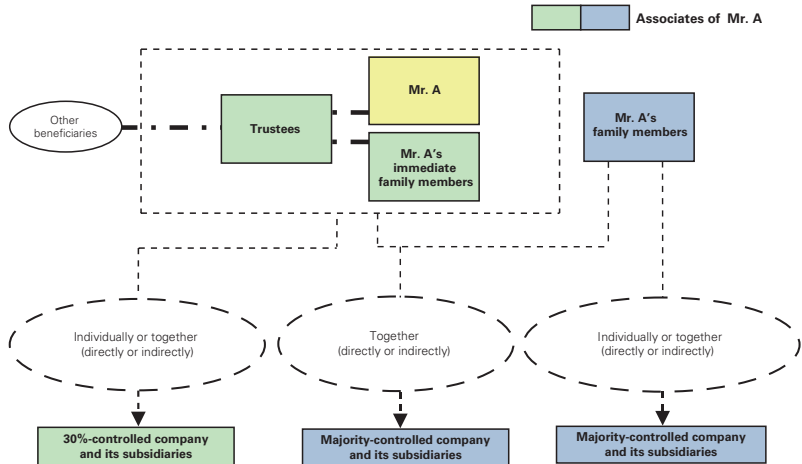 Associates of Mr. A
Mr. A
Other
beneficiaries
Trustees
Mr. A's
immediate
family members
Mr. A's
family members
Individually or together
(directly or indirectly)
Together
(directly or indirectly)
Individually or together
(directly or indirectly)
30%-controlled company
and its subsidiaries
Majority-controlled company
and its subsidiaries
Majority-controlled company
and its subsidiaries